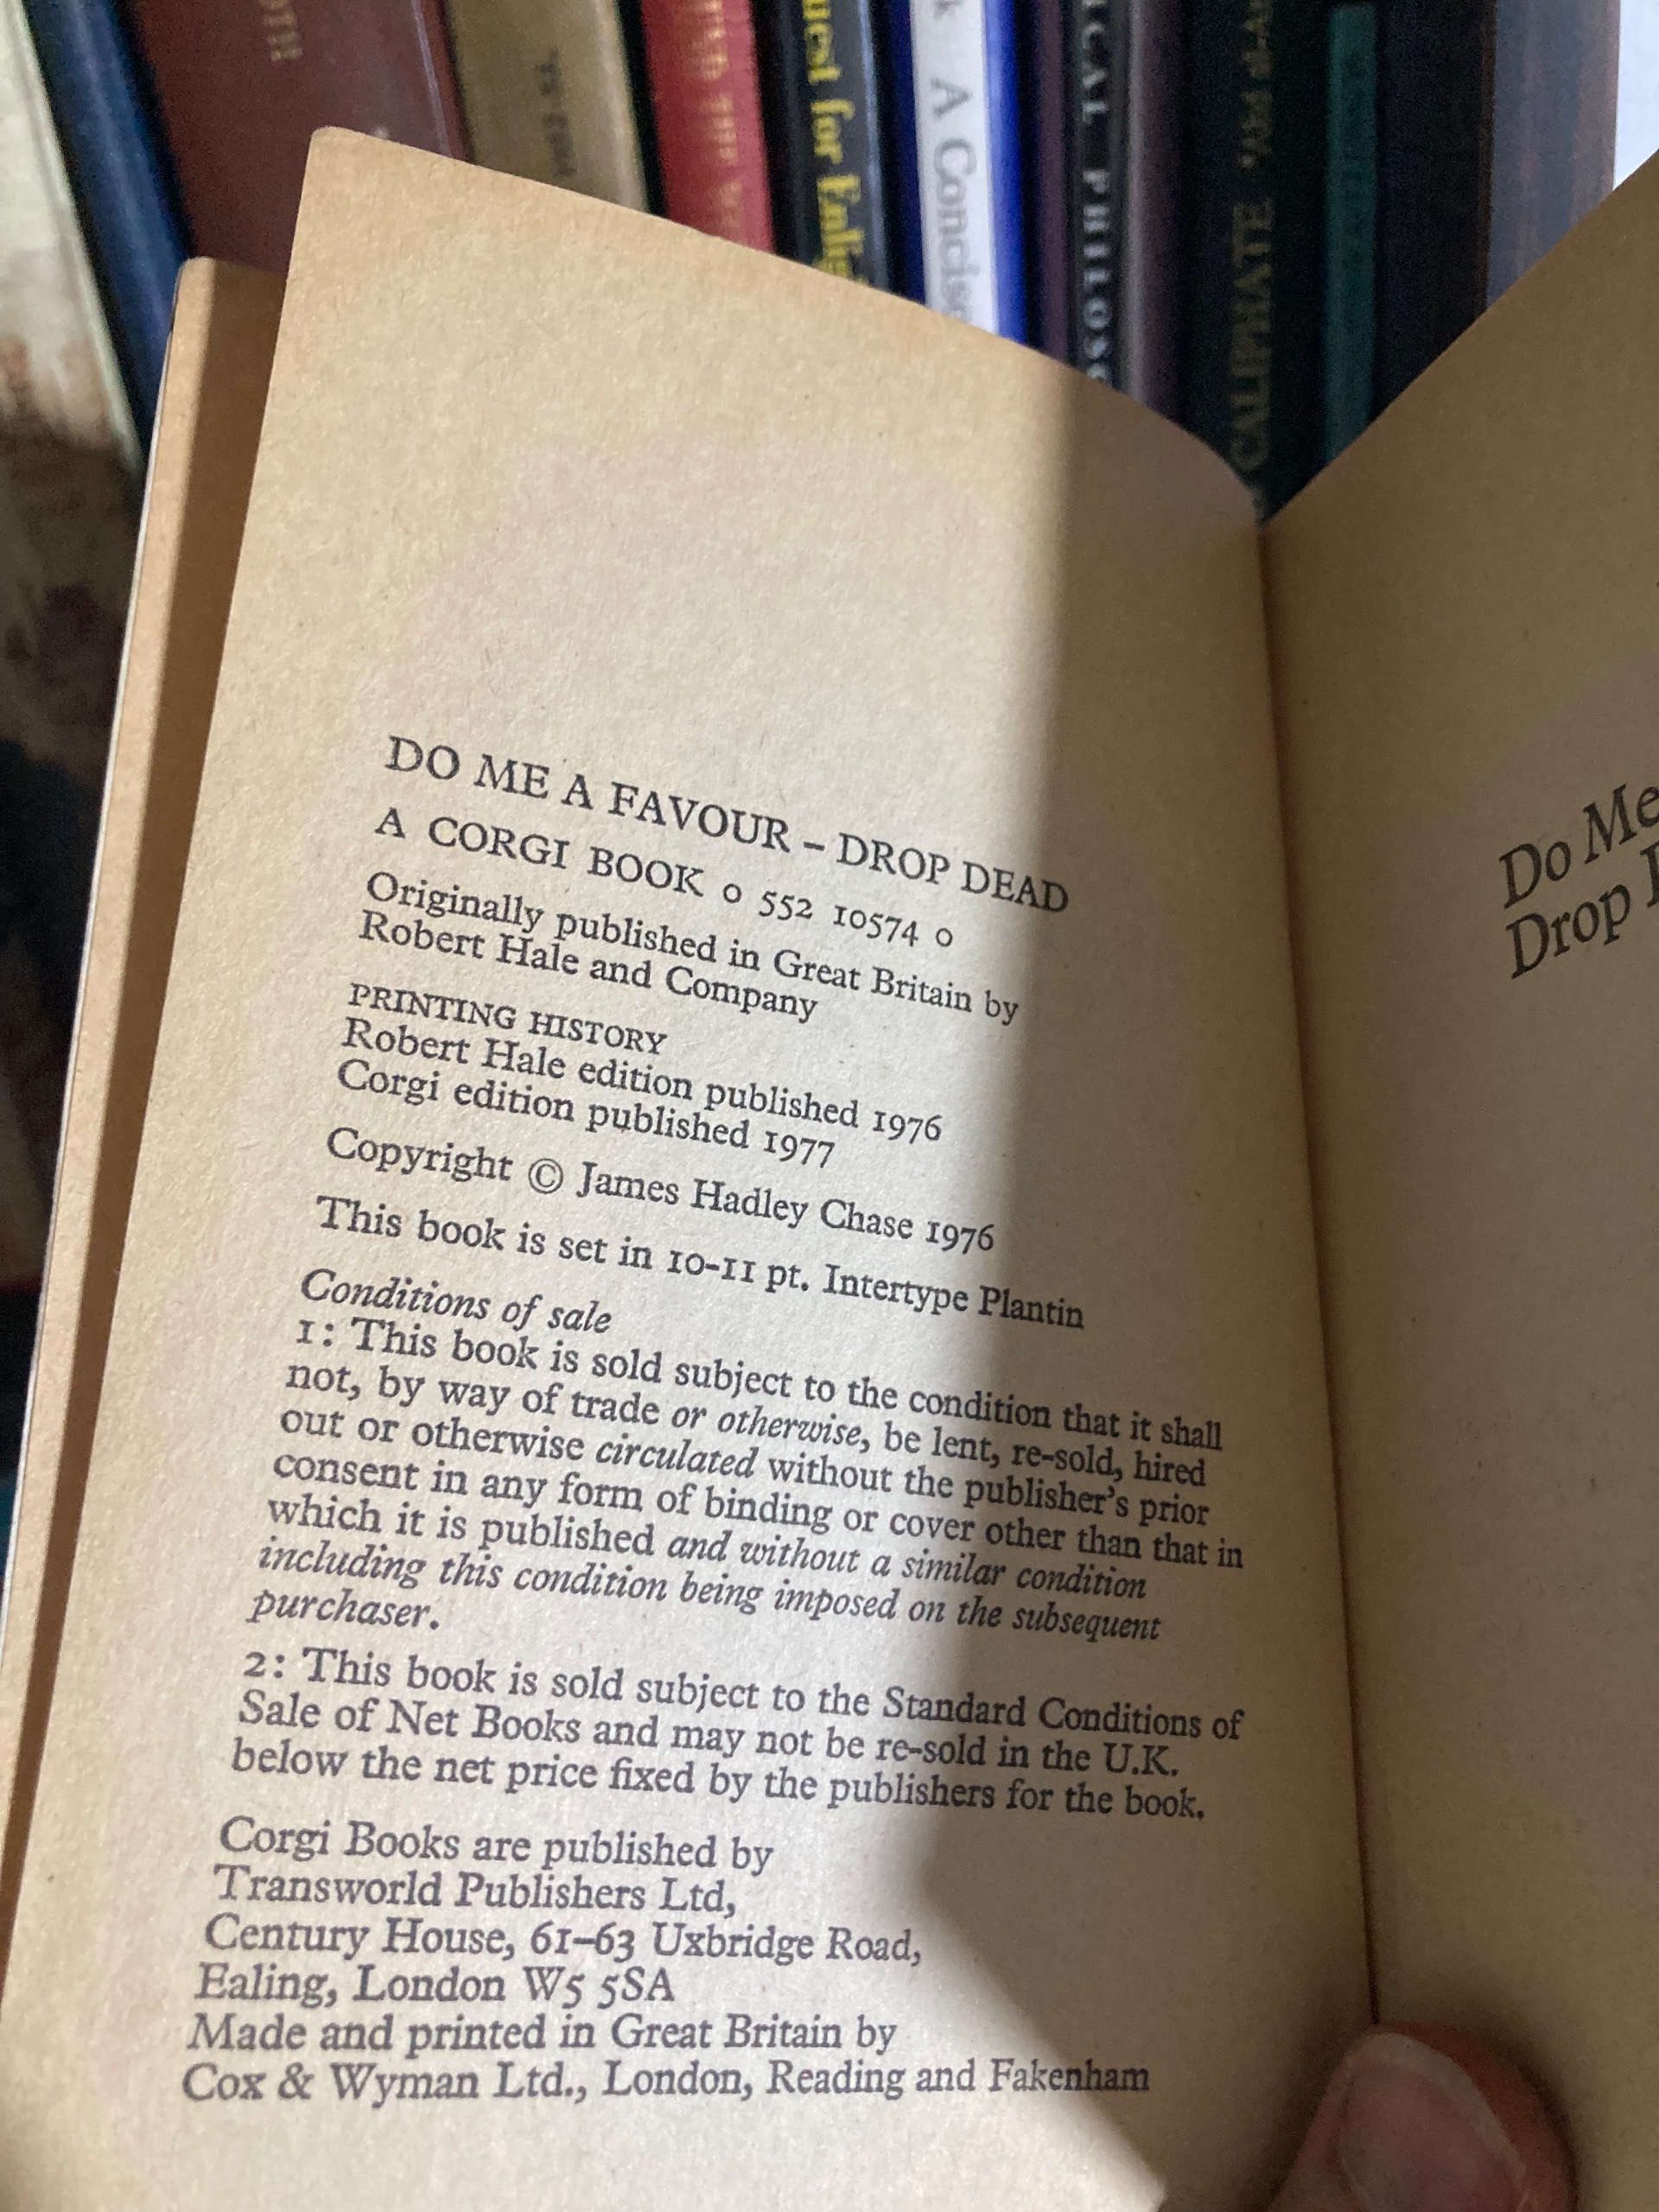 A Concise
CALIPHATE
DO ME A FAVOUR – DROP DEAD
A CORGI BOOK 0 552 10574 0
Originally published in Great Britain by
Robert Hale and Company
PRINTING HISTORY
Robert Hale edition published 1976
Corgi edition published 1977
Copyright © James Hadley Chase 1976
This book is set in 10–11 pt. Intertype Plantin
Conditions of sale
1: This book is sold subject to the condition that it shall
not, by way of trade or otherwise, be lent, re-sold, hired
out or otherwise circulated without the publisher's prior
consent in any form of binding or cover other than that in
which it is published and without a similar condition
including this condition being imposed on the subsequent
purchaser.
2: This book is sold subject to the Standard Conditions of
Sale of Net Books and may not be re-sold in the U.K.
below the net price fixed by the publishers for the book.
Corgi Books are published by
Transworld Publishers Ltd,
Century House, 61–63 Uxbridge Road,
Ealing, London W5 5SA
Made and printed in Great Britain by
Cox & Wyman Ltd., London, Reading and Fakenham
Do Me
Drop